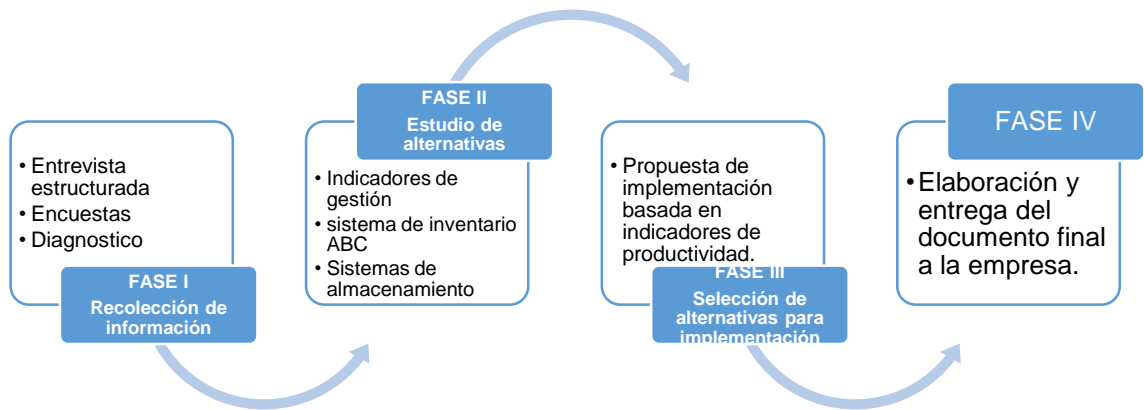 • Entrevista
estructurada
• Encuestas
• Diagnostico
FASE I
Recolección de
información
FASE II
Estudio de
alternativas
• Indicadores de
gestión
• sistema de inventario
ABC
• Sistemas de
almacenamiento
• Propuesta de
implementación
basada en
indicadores de
productividad.
FASE III
Selección de
alternativas para
implementación
FASE IV
• Elaboración y
entrega del
documento final
a la empresa.